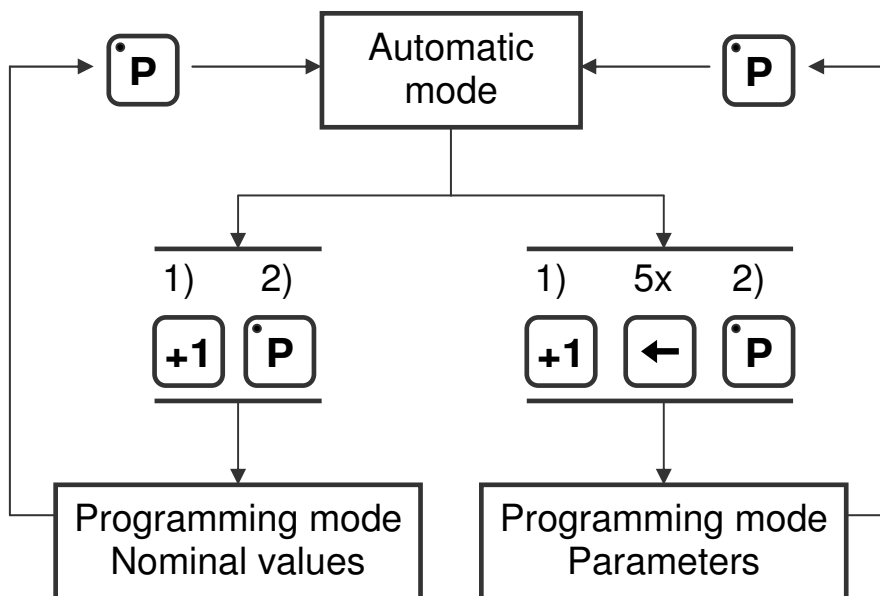 P
Automatic
mode
P
1) 2)
1) 5x 2)
+1 P
+1 ← P
Programming mode
Nominal values
Programming mode
Parameters